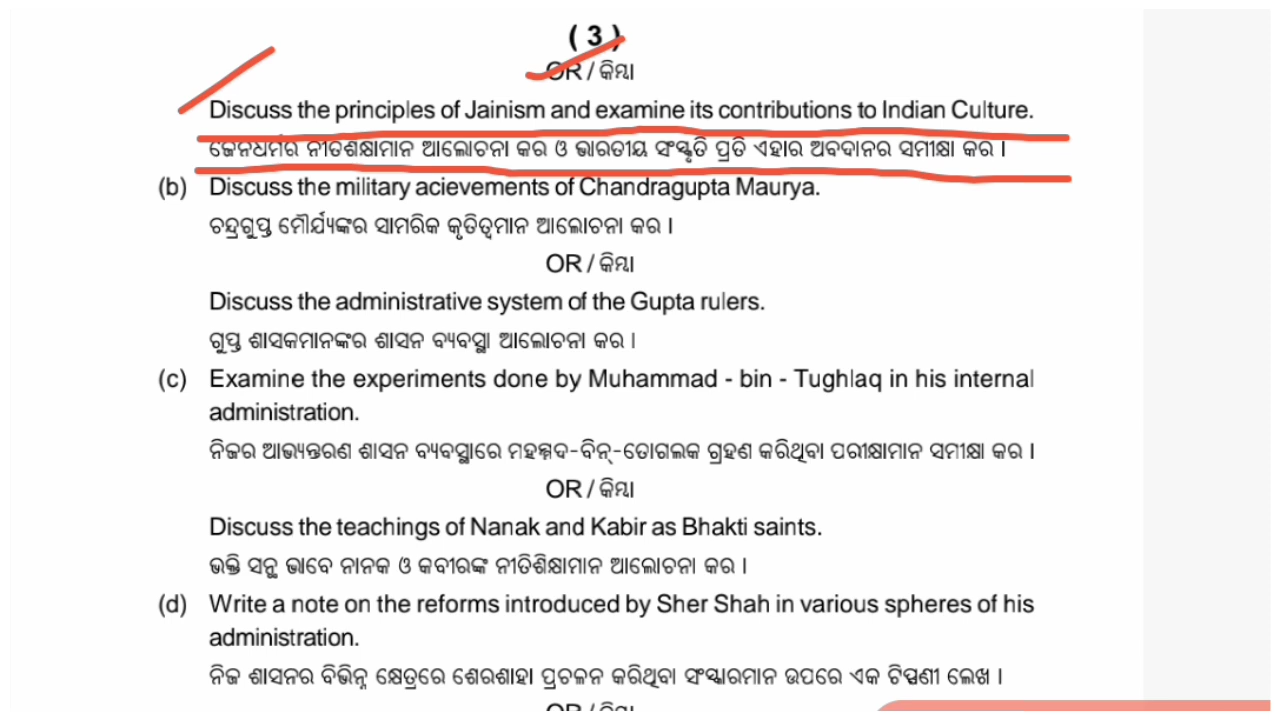 ( 3 )
OR / କିମ୍ବା
Discuss the principles of Jainism and examine its contributions to Indian Culture.
ଜୈନଧର୍ମର ନୀତିଶିକ୍ଷାମାନ ଆଲୋଚନା କର ଓ ଭାରତୀୟ ସଂସ୍କୃତି ପ୍ରତି ଏହାର ଅବଦାନର ସମୀକ୍ଷା କର ।
(b) Discuss the military acievements of Chandragupta Maurya.
ଚନ୍ଦ୍ରଗୁପ୍ତ ମୌର୍ଯ୍ୟଙ୍କର ସାମରିକ କୃତିତ୍ୱମାନ ଆଲୋଚନା କର ।
OR / କିମ୍ବା
Discuss the administrative system of the Gupta rulers.
ଗୁପ୍ତ ଶାସକମାନଙ୍କର ଶାସନ ବ୍ୟବସ୍ଥା ଆଲୋଚନା କର ।
(c) Examine the experiments done by Muhammad - bin - Tughlaq in his internal
administration.
ନିଜର ଆଭ୍ୟନ୍ତରଣ ଶାସନ ବ୍ୟବସ୍ଥାରେ ମହମ୍ମଦ-ବିନ୍-ତୋଗଲକ ଗ୍ରହଣ କରିଥିବା ପରୀକ୍ଷାମାନ ସମୀକ୍ଷା କର ।
OR / କିମ୍ବା
Discuss the teachings of Nanak and Kabir as Bhakti saints.
ଭକ୍ତି ସନ୍ଥ ଭାବେ ନାନକ ଓ କବୀରଙ୍କ ନୀତିଶିକ୍ଷାମାନ ଆଲୋଚନା କର ।
(d) Write a note on the reforms introduced by Sher Shah in various spheres of his
administration.
ନିଜ ଶାସନର ବିଭିନ୍ନ କ୍ଷେତ୍ରରେ ଶେରଶାହା ପ୍ରଚଳନ କରିଥିବା ସଂସ୍କାରମାନ ଉପରେ ଏକ ଟିପ୍ପଣୀ ଲେଖ ।
OR / କିମ୍ବା